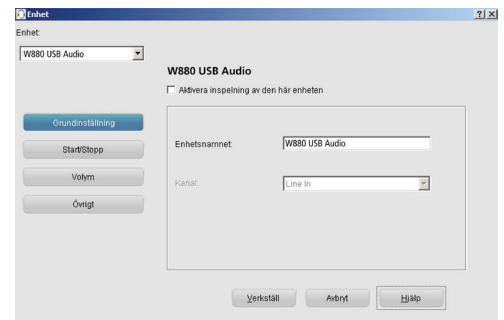 Enhet
Enhet:
W880 USB Audio
W880 USB Audio
Aktivera inspelning av den här enheten
Grundinställning
Start/Stopp
Volym
Övrigt
Enhetsnamnet:
W880 USB Audio
Kanal:
Line In
Verkställ
Avbryt
Hjälp